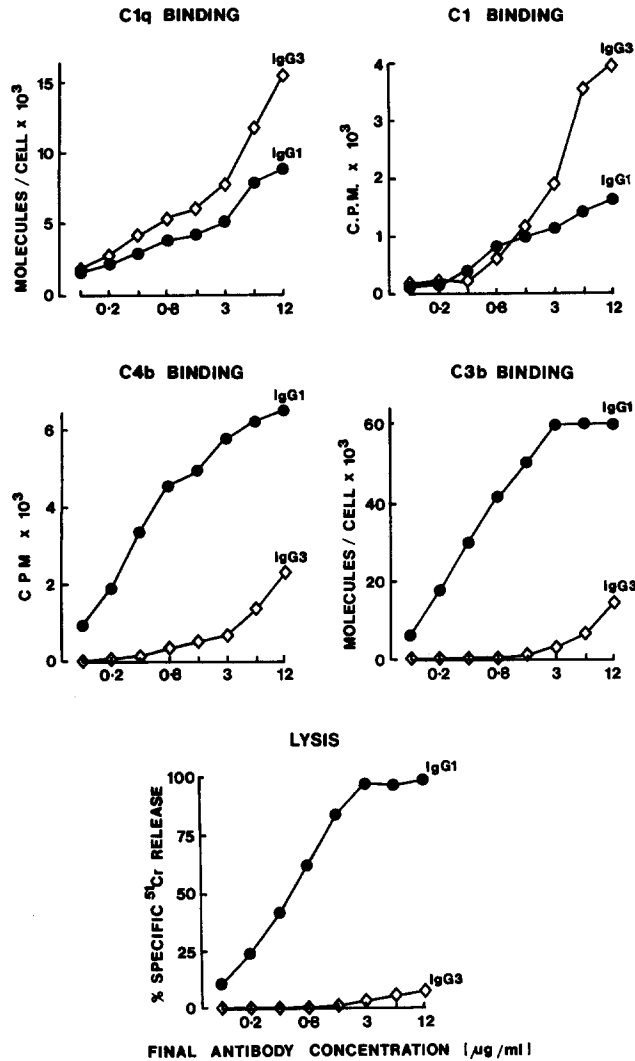 C1q BINDING
MOLECULES / CELL × 10³
15
10
5
0
IgG3
IgG1
0·2
0·8
3
12
C1 BINDING
C.P.M. × 10³
4
3
2
1
0
IgG3
IgG1
0·2
0·8
3
12
C4b BINDING
CPM × 10³
6
4
2
0
IgG1
IgG3
0·2
0·8
3
12
C3b BINDING
MOLECULES / CELL × 10³
60
40
20
0
IgG1
IgG3
0·2
0·8
3
12
LYSIS
% SPECIFIC ⁵¹Cr RELEASE
100
75
50
25
0
IgG1
IgG3
0·2
0·8
3
12
FINAL ANTIBODY CONCENTRATION [µg/ml]